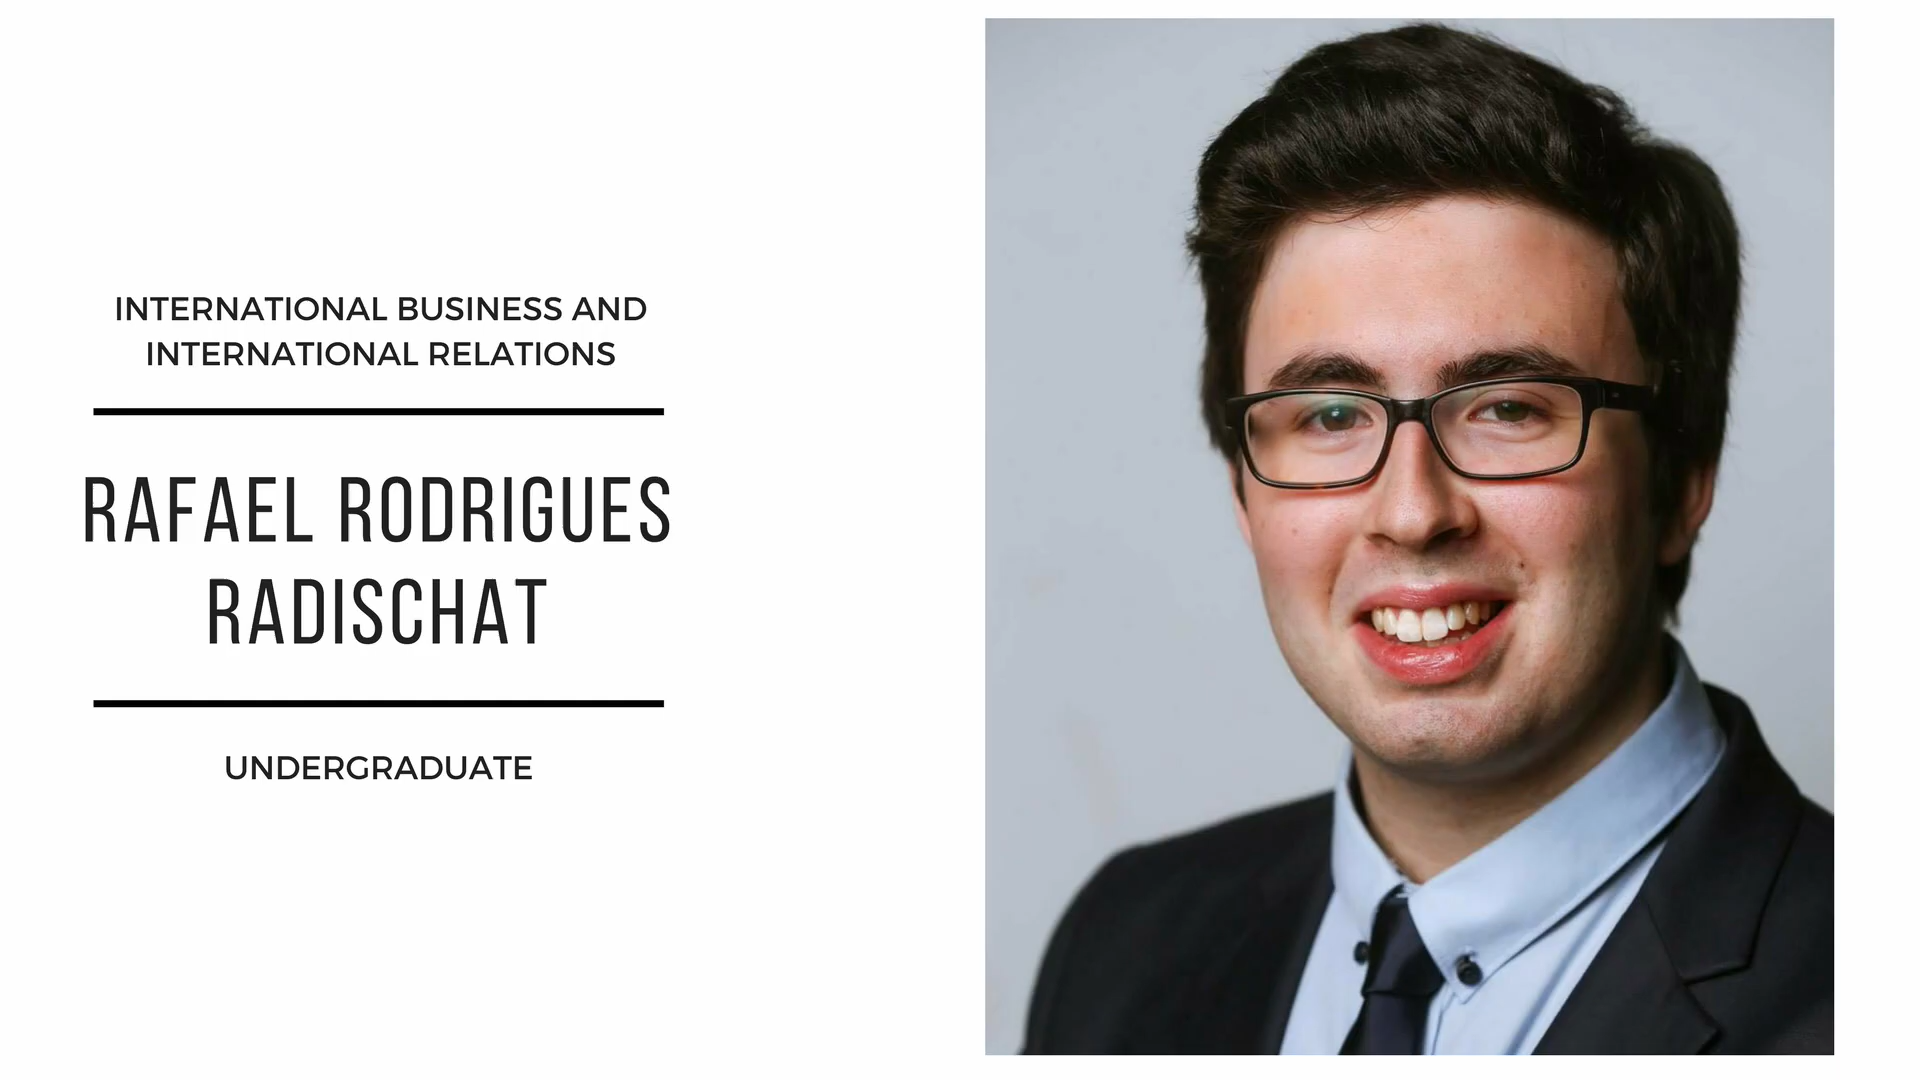 INTERNATIONAL BUSINESS AND
INTERNATIONAL RELATIONS
RAFAEL RODRIGUES
RADISCHAT
UNDERGRADUATE